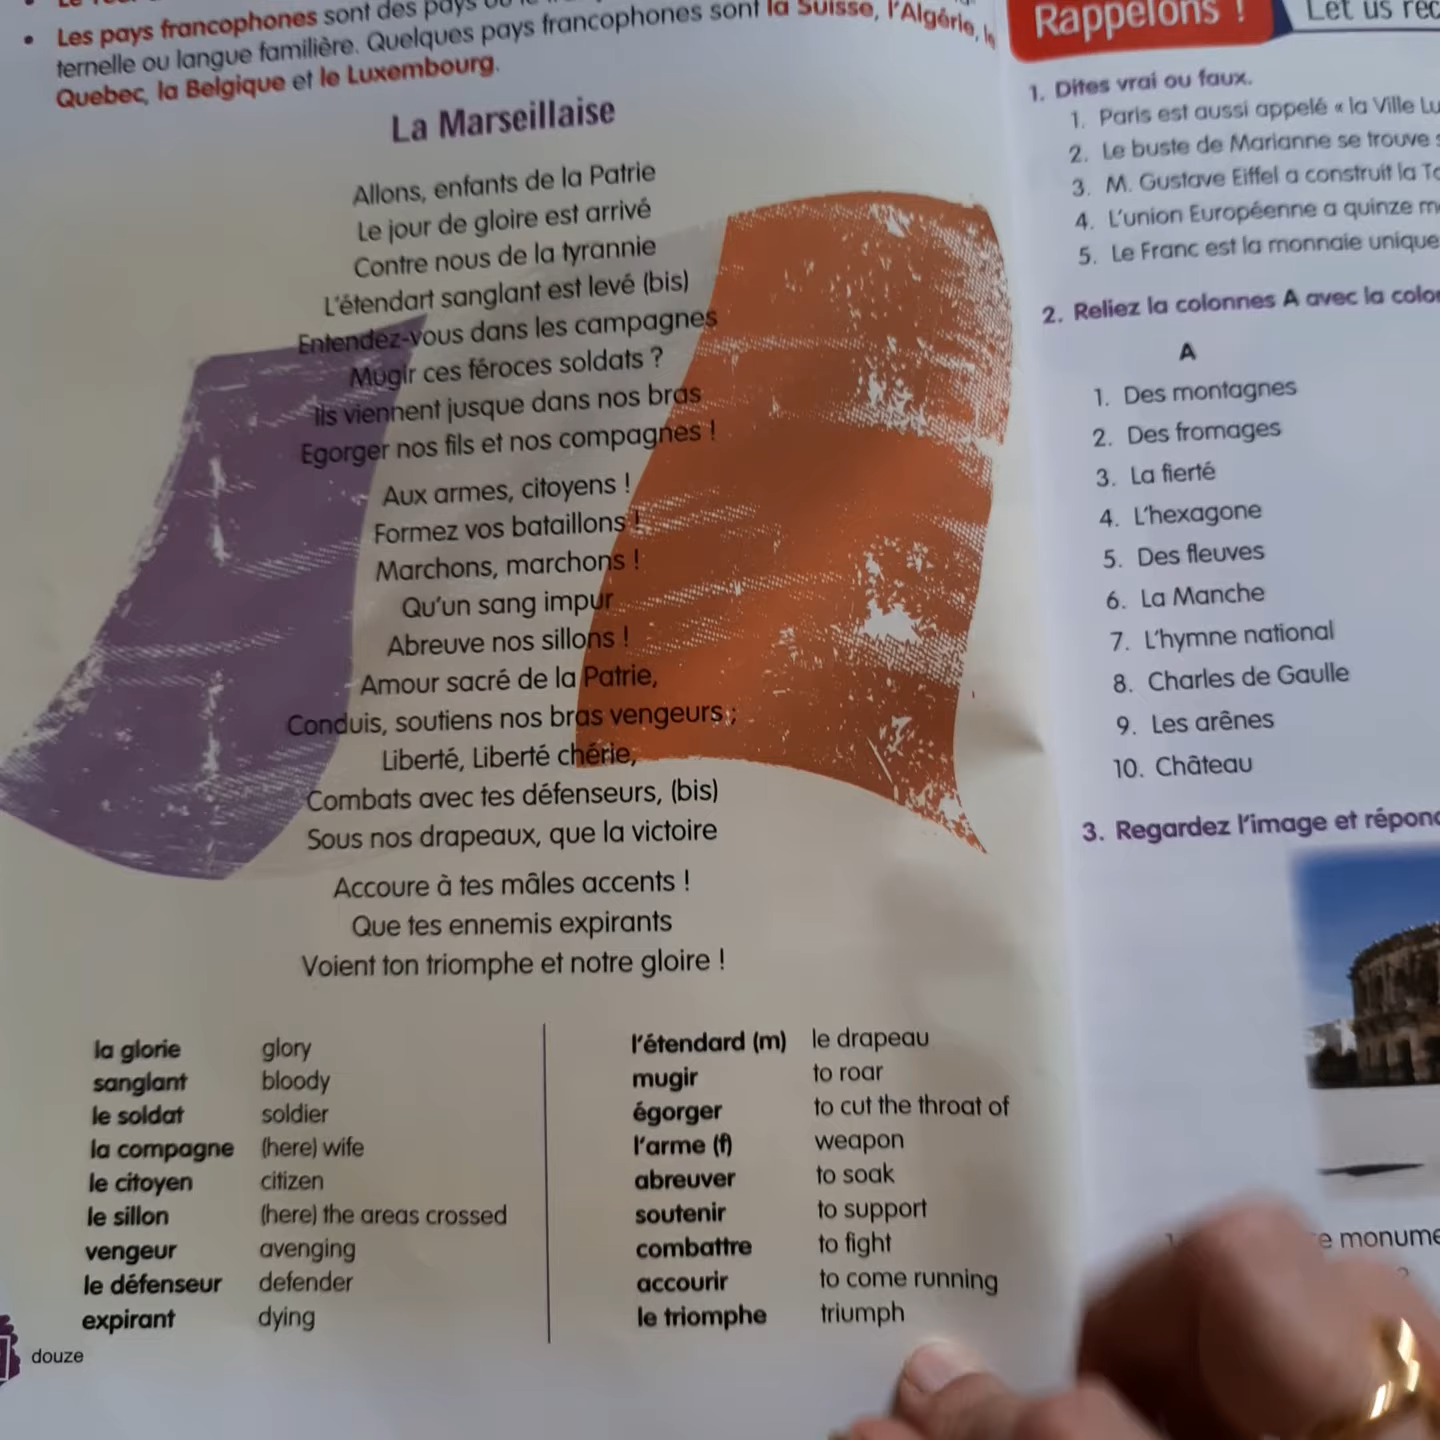 Les pays francophones sont des pays
ternelle ou langue familière. Quelques pays francophones sont la Suisse, l'Algérie, le
Quebec, la Belgique et le Luxembourg.
La Marseillaise
Allons, enfants de la Patrie
Le jour de gloire est arrivé
Contre nous de la tyrannie
L'étendart sanglant est levé (bis)
Entendez-vous dans les campagnes
Mugir ces féroces soldats ?
Ils viennent jusque dans nos bras
Egorger nos fils et nos compagnes !
Aux armes, citoyens !
Formez vos bataillons !
Marchons, marchons !
Qu'un sang impur
Abreuve nos sillons !
Amour sacré de la Patrie,
Conduis, soutiens nos bras vengeurs ;
Liberté, Liberté chérie,
Combats avec tes défenseurs, (bis)
Sous nos drapeaux, que la victoire
Accoure à tes mâles accents !
Que tes ennemis expirants
Voient ton triomphe et notre gloire !
la glorie glory
sanglant bloody
le soldat soldier
la compagne (here) wife
le citoyen citizen
le sillon (here) the areas crossed
vengeur avenging
le défenseur defender
expirant dying
l'étendard (m) le drapeau
mugir to roar
égorger to cut the throat of
l'arme (f) weapon
abreuver to soak
soutenir to support
combattre to fight
accourir to come running
le triomphe triumph
douze
Rappelons !
Let us rec
1. Dites vrai ou faux.
1. Paris est aussi appelé « la Ville Lu
2. Le buste de Marianne se trouve s
3. M. Gustave Eiffel a construit la To
4. L'union Européenne a quinze m
5. Le Franc est la monnaie unique
2. Reliez la colonnes A avec la colo
A
1. Des montagnes
2. Des fromages
3. La fierté
4. L'hexagone
5. Des fleuves
6. La Manche
7. L'hymne national
8. Charles de Gaulle
9. Les arênes
10. Château
3. Regardez l'image et répond
e monume